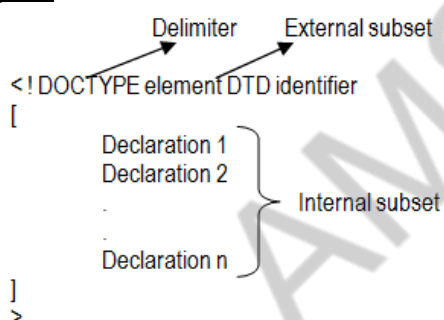 Delimiter External subset
<! DOCTYPE element DTD identifier
[
Declaration 1
Declaration 2
.
Internal subset
.
Declaration n
]
>